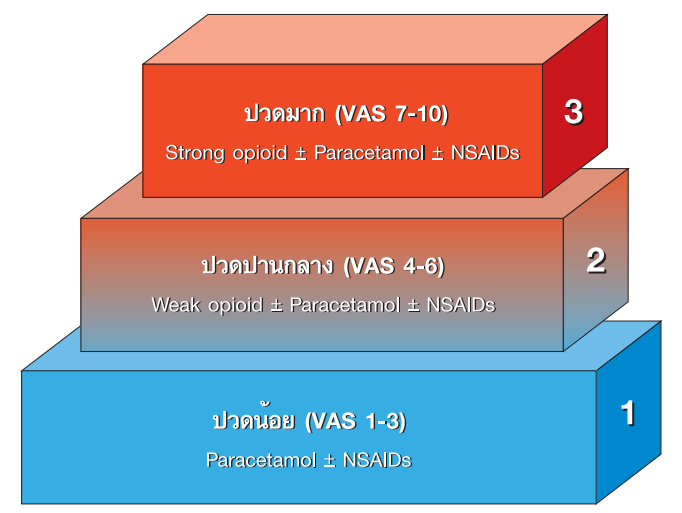 ปวดมาก (VAS 7-10)
Strong opioid ± Paracetamol ± NSAIDs
3
ปวดปานกลาง (VAS 4-6)
Weak opioid ± Paracetamol ± NSAIDs
2
ปวดน้อย (VAS 1-3)
Paracetamol ± NSAIDs
1